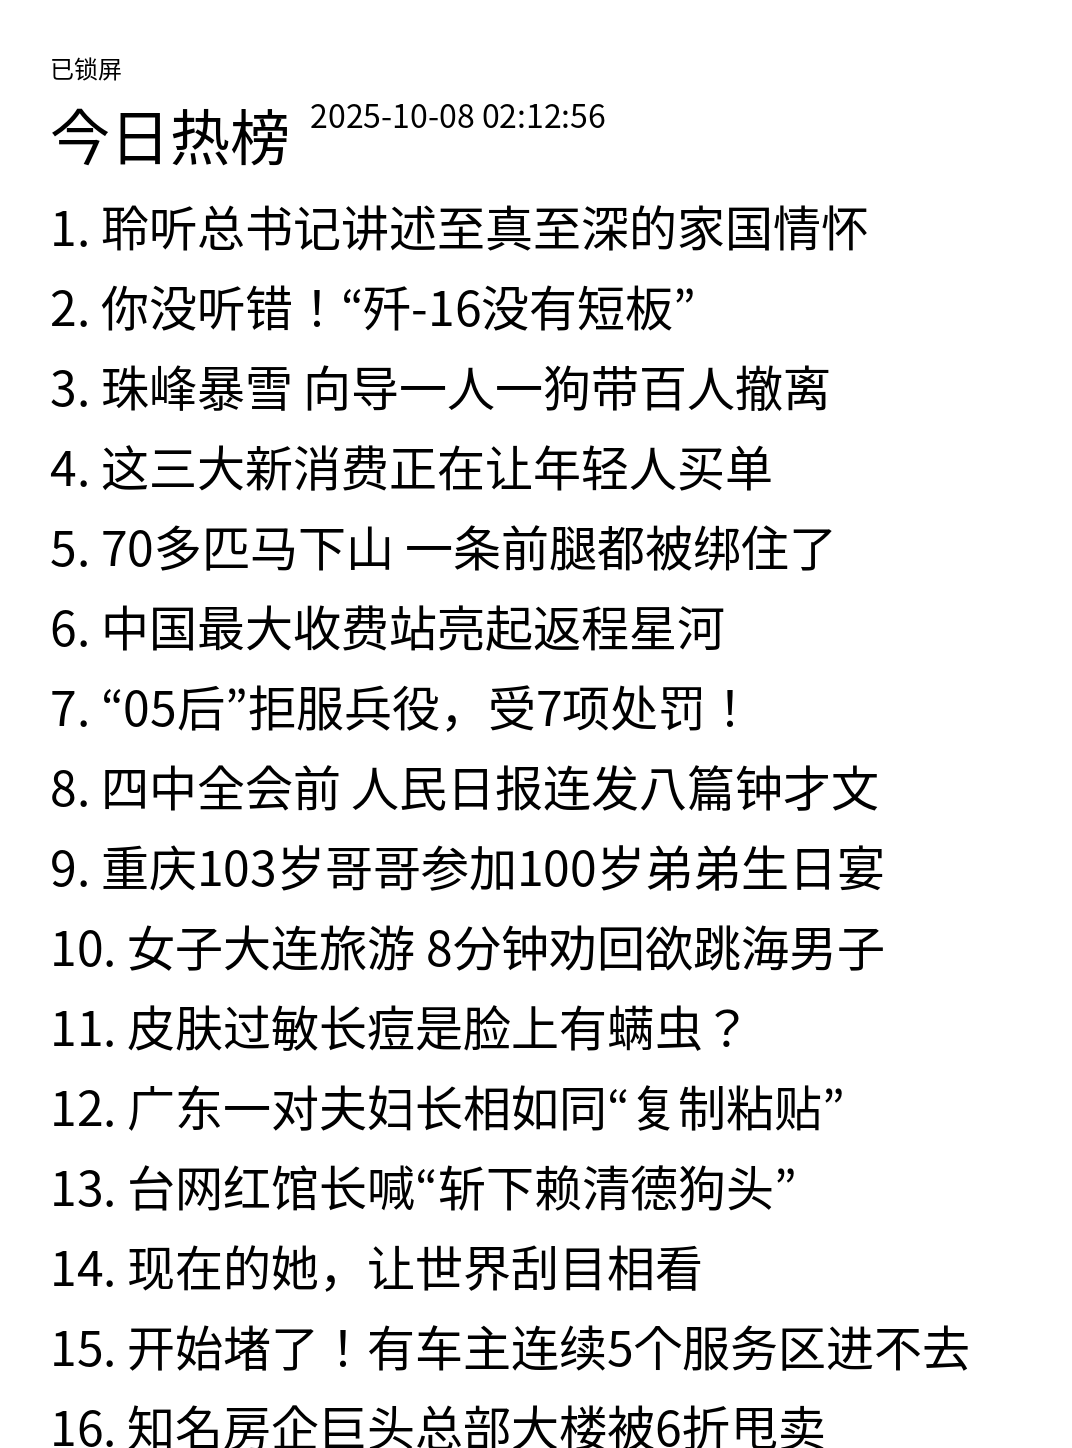 已锁屏
今日热榜 2025-10-08 02:12:56
1. 聆听总书记讲述至真至深的家国情怀
2. 你没听错！“歼-16没有短板”
3. 珠峰暴雪 向导一人一狗带百人撤离
4. 这三大新消费正在让年轻人买单
5. 70多匹马下山 一条前腿都被绑住了
6. 中国最大收费站亮起返程星河
7. “05后”拒服兵役，受7项处罚！
8. 四中全会前 人民日报连发八篇钟才文
9. 重庆103岁哥哥参加100岁弟弟生日宴
10. 女子大连旅游 8分钟劝回欲跳海男子
11. 皮肤过敏长痘是脸上有螨虫？
12. 广东一对夫妇长相如同“复制粘贴”
13. 台网红馆长喊“斩下赖清德狗头”
14. 现在的她，让世界刮目相看
15. 开始堵了！有车主连续5个服务区进不去
16. 知名房企巨头总部大楼被6折甩卖